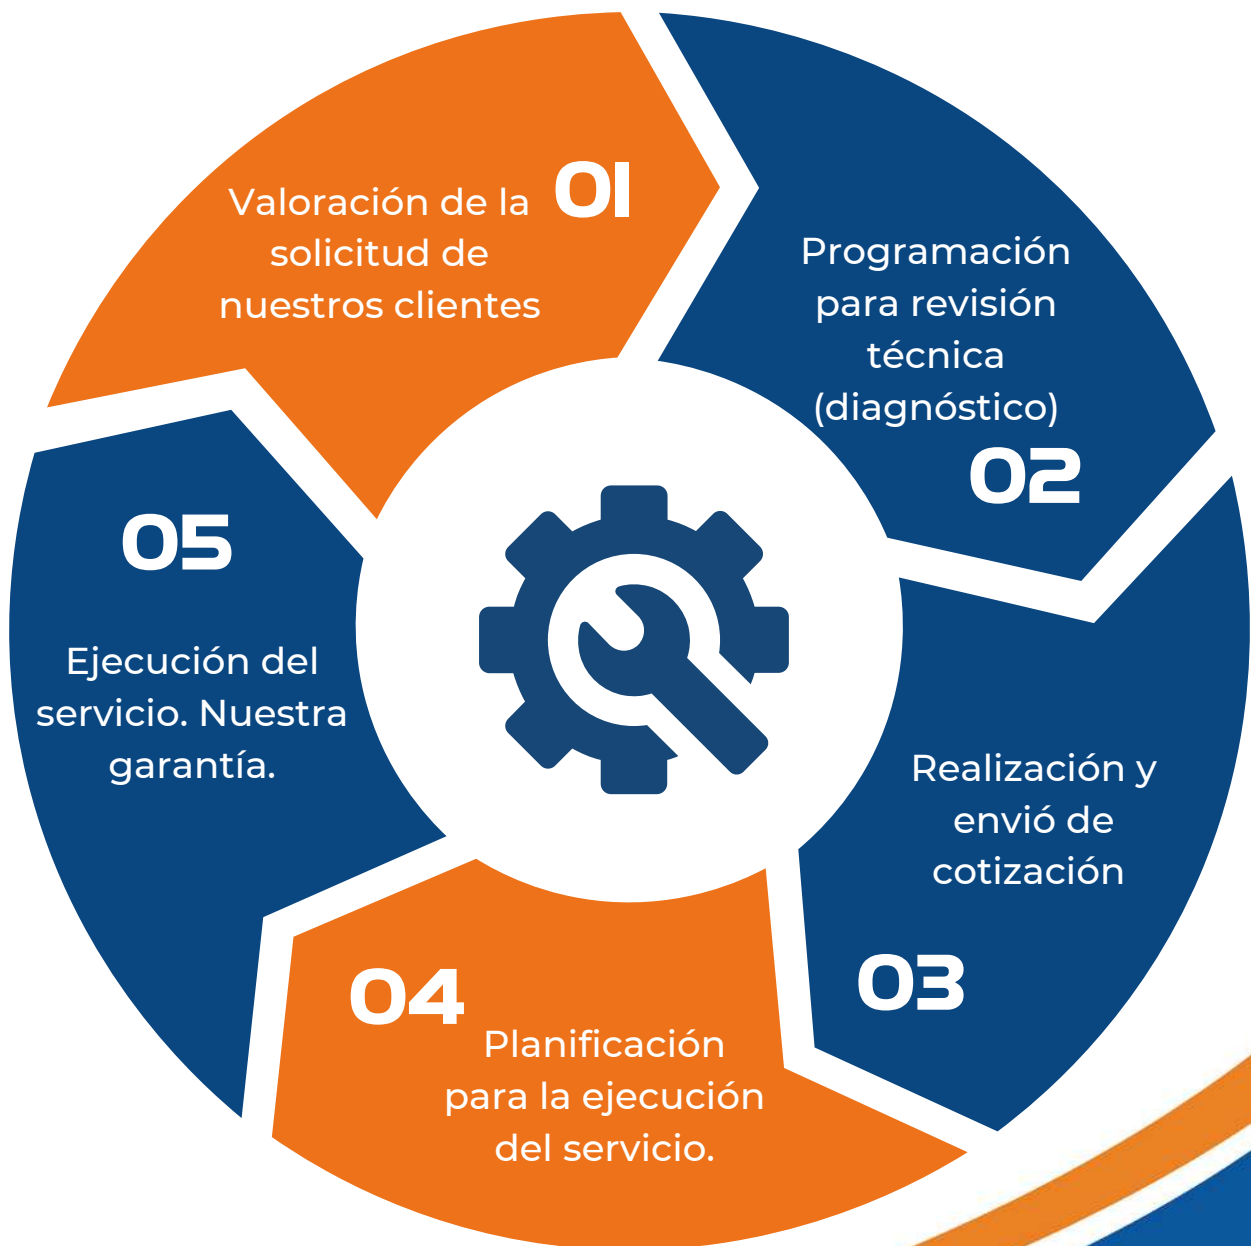 01
Valoración de la
solicitud de
nuestros clientes
Programación
para revisión
técnica
(diagnóstico)
02
Realización y
envió de
cotización
03
04
Planificación
para la ejecución
del servicio.
05
Ejecución del
servicio. Nuestra
garantía.